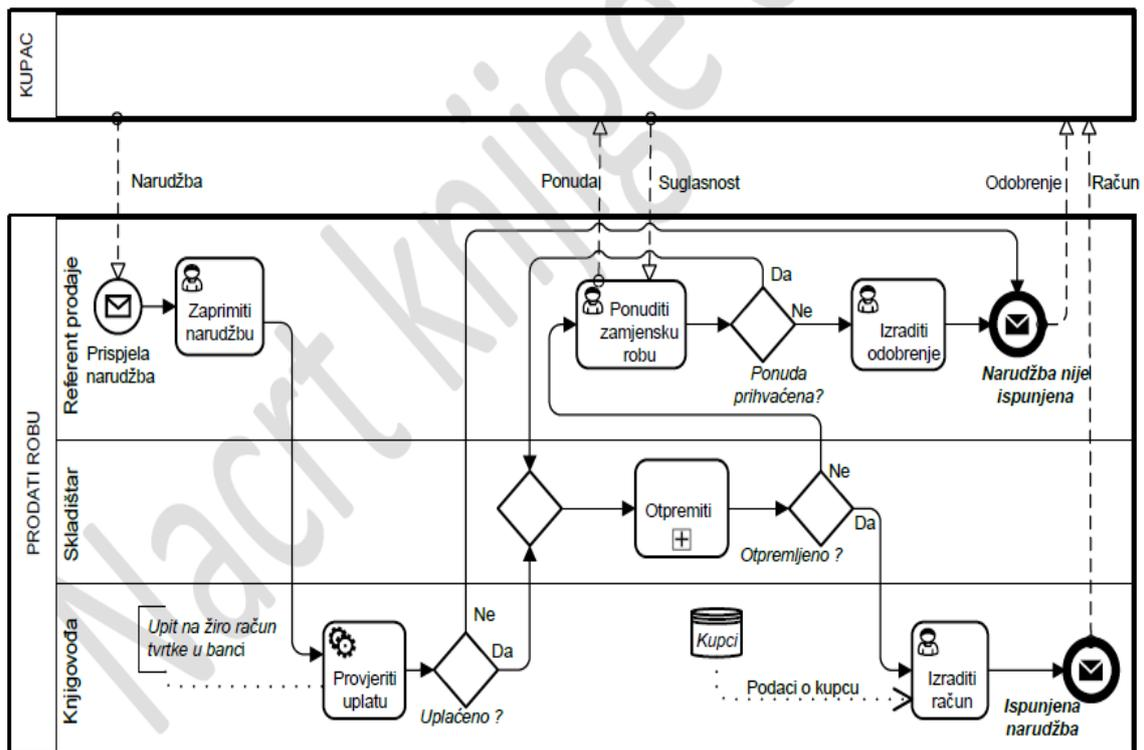 KUPAC
Narudžba
Ponuda
Suglasnost
Odobrenje
Račun
PRODATI ROBU
Referent prodaje
Prispjela
narudžba
Zaprimiti
narudžbu
Ponuditi
zamjensku
robu
Da
Ne
Ponuda
prihvaćena?
Izraditi
odobrenje
Narudžba nije
ispunjena
Skladištar
Otpremiti
Ne
Da
Otpremljeno ?
Knjigovođa
Upit na žiro račun
tvrtke u banci
Provjeriti
uplatu
Ne
Da
Uplaćeno ?
Kupci
Podaci o kupcu
Izraditi
račun
Ispunjena
narudžba
Nacrt knjige